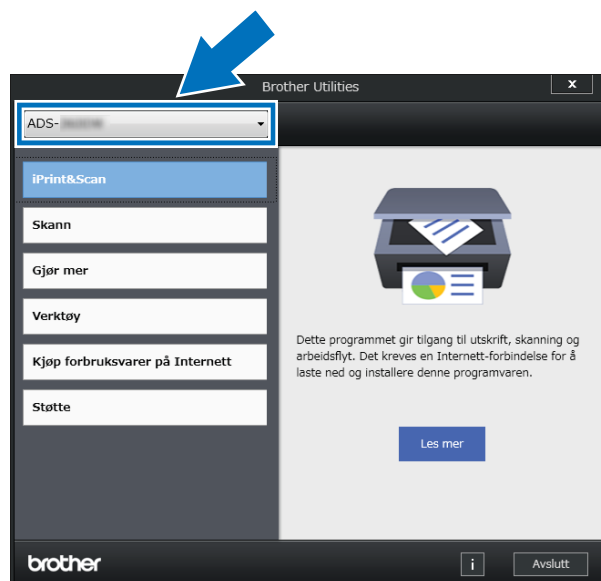 Brother Utilities
x
ADS-
iPrint&Scan
Skann
Gjør mer
Verktøy
Kjøp forbruksvarer på Internett
Støtte
Dette programmet gir tilgang til utskrift, skanning og
arbeidsflyt. Det kreves en Internett-forbindelse for å
laste ned og installere denne programvaren.
Les mer
brother
i
Avslutt